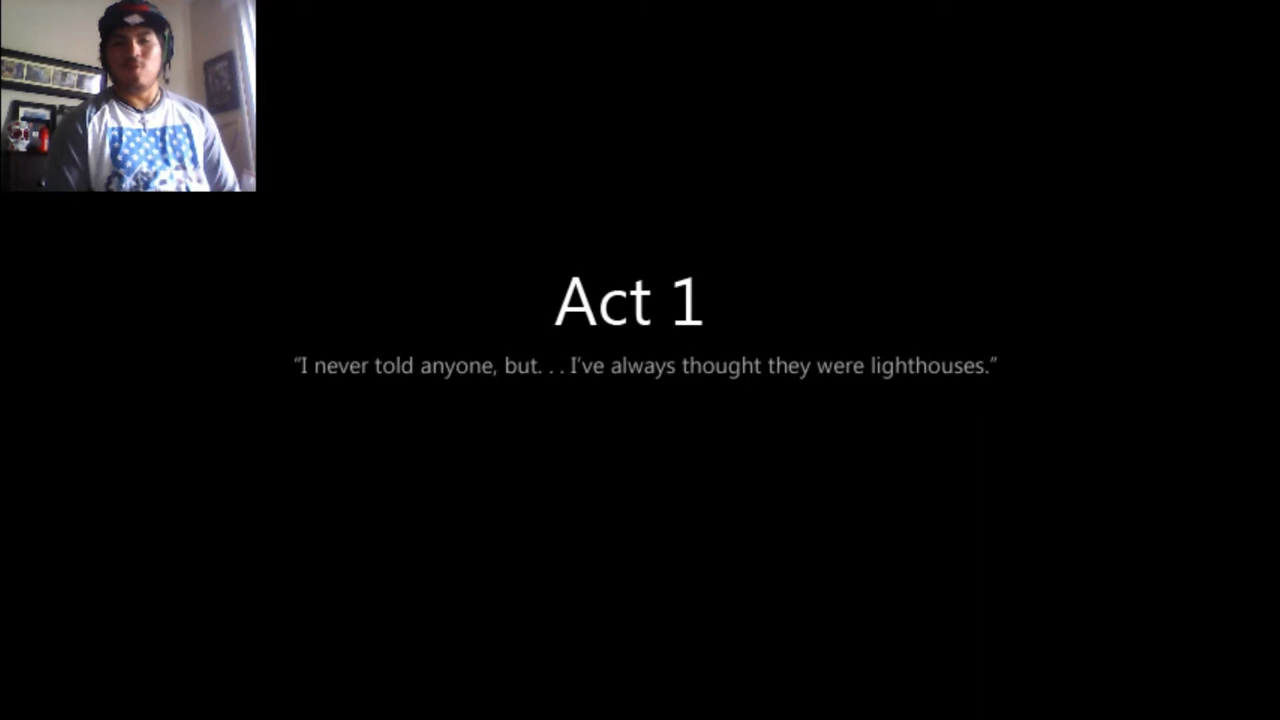 Act 1
“I never told anyone, but. . . I’ve always thought they were lighthouses.”